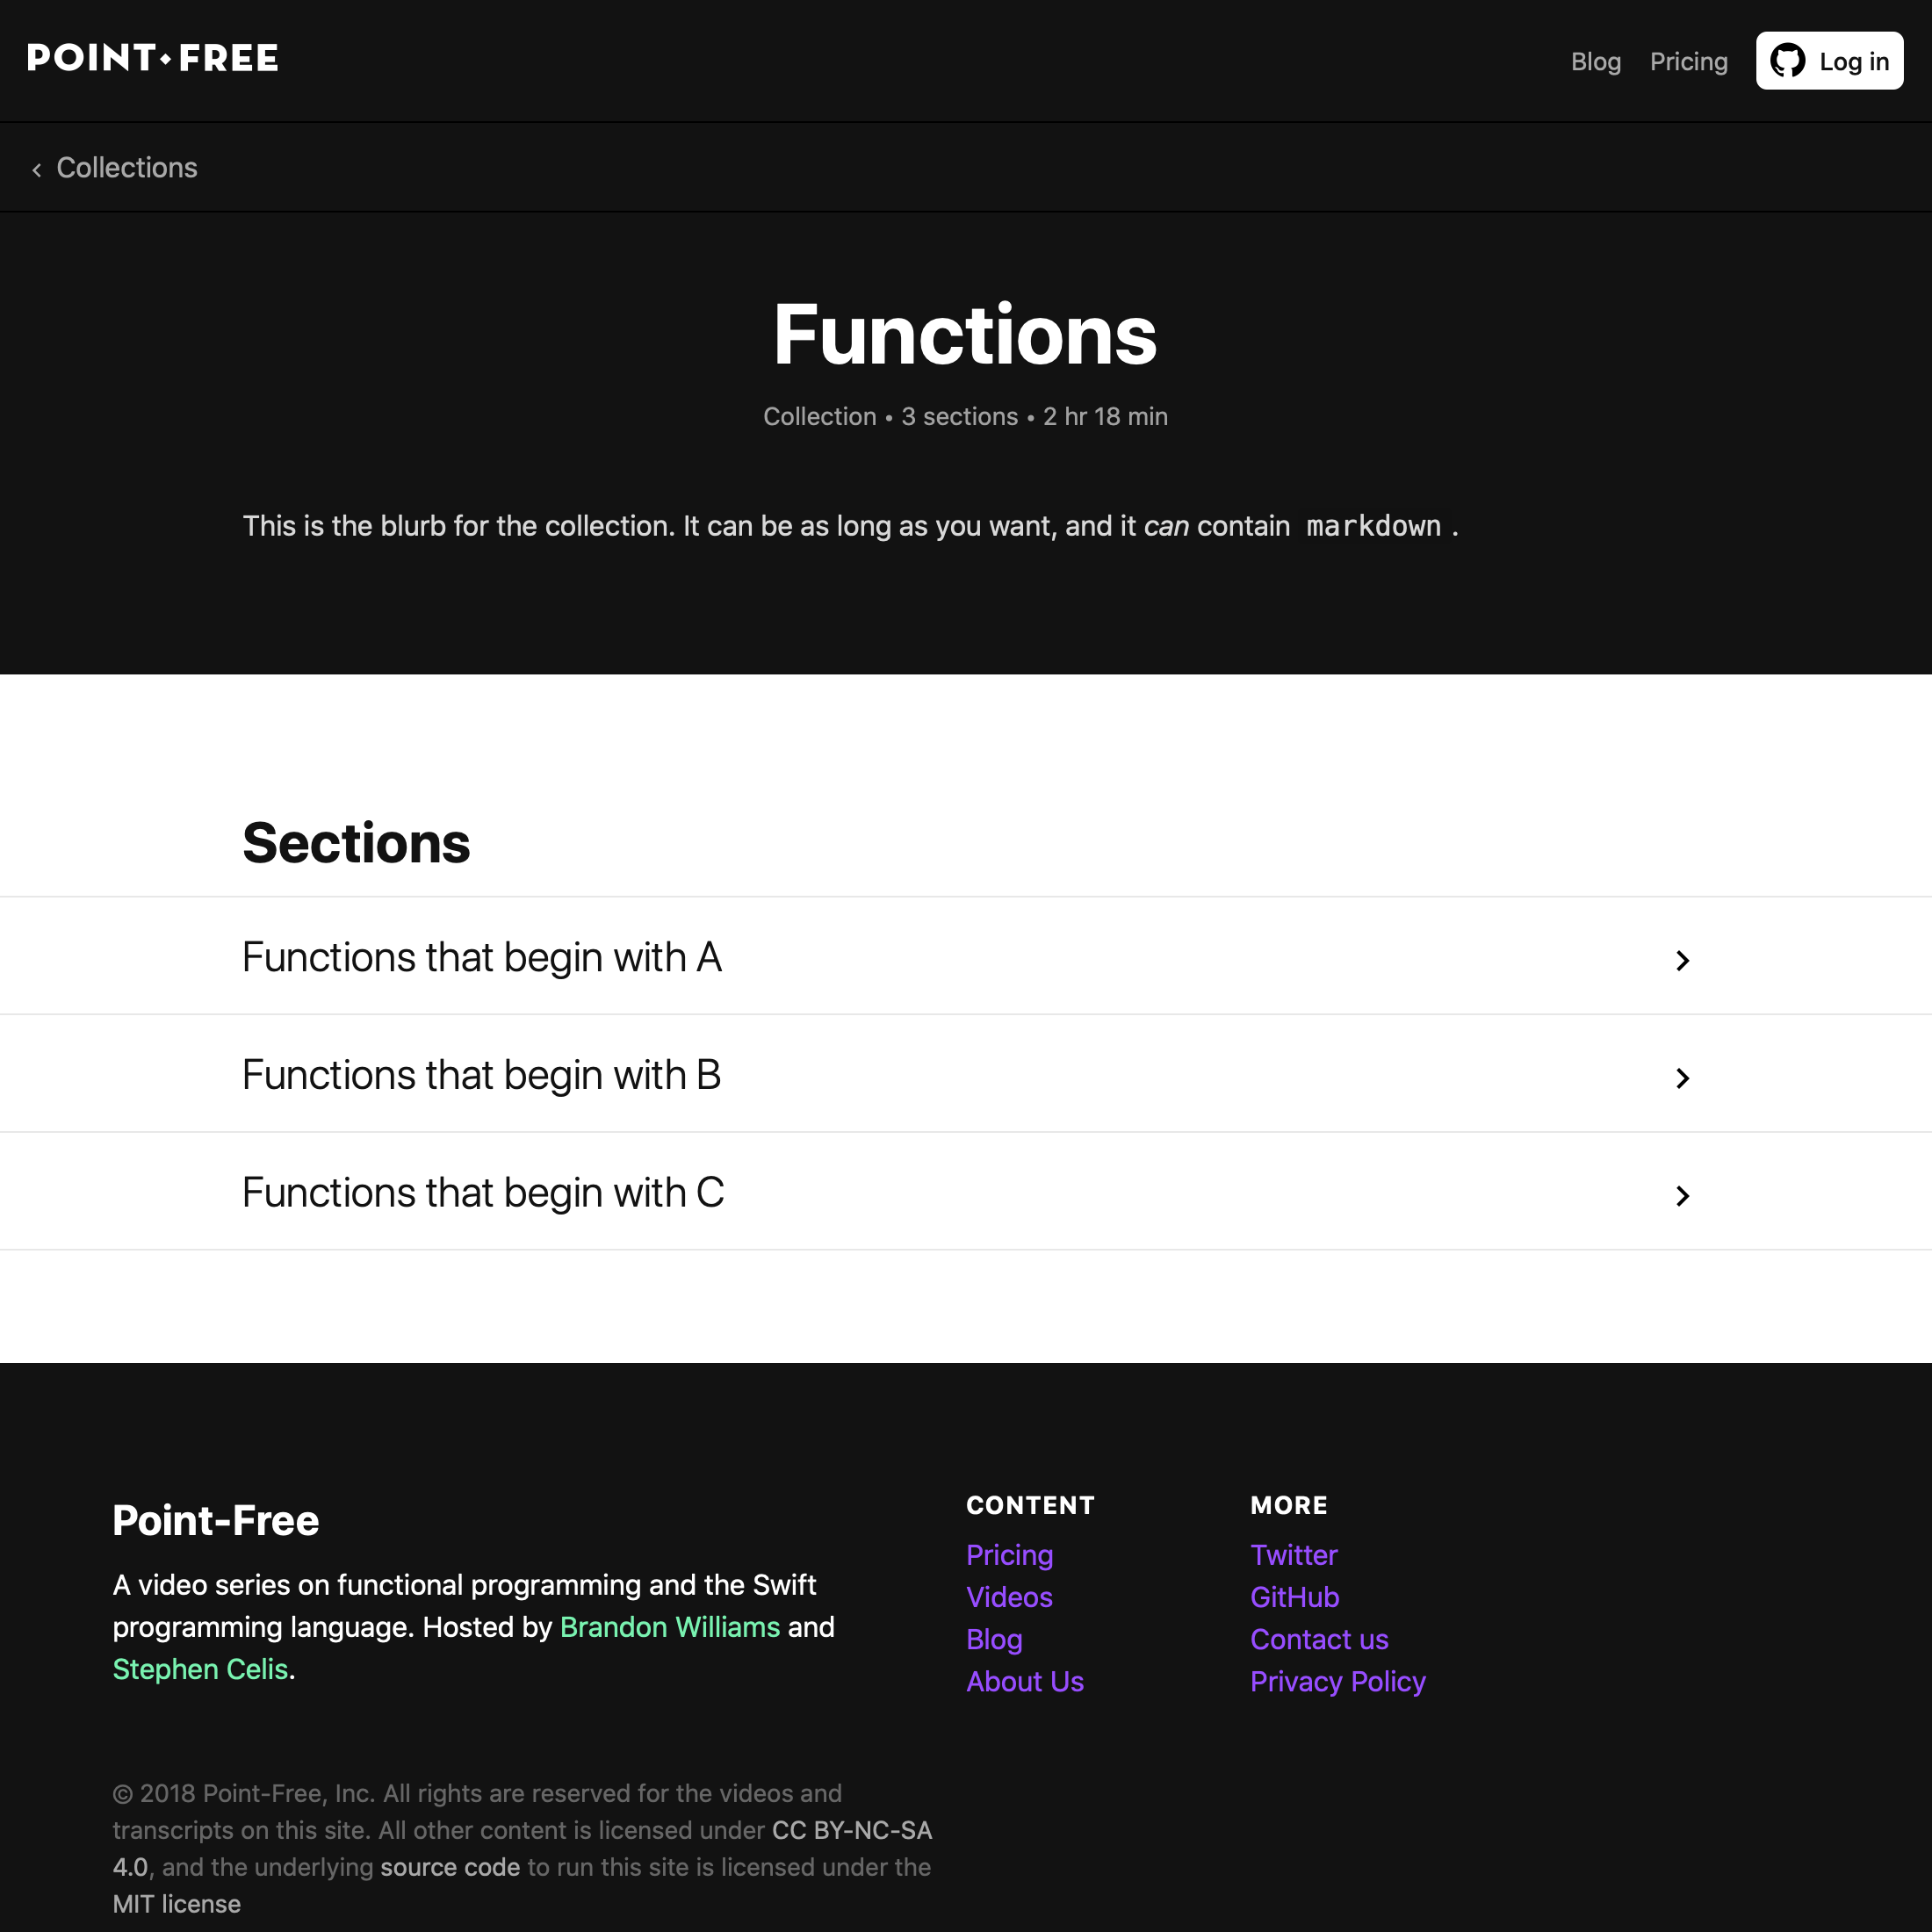 POINT•FREE
Blog Pricing Log in
‹ Collections
Functions
Collection • 3 sections • 2 hr 18 min
This is the blurb for the collection. It can be as long as you want, and it can contain markdown .
Sections
Functions that begin with A
Functions that begin with B
Functions that begin with C
Point-Free
A video series on functional programming and the Swift
programming language. Hosted by Brandon Williams and
Stephen Celis.
CONTENT
Pricing
Videos
Blog
About Us
MORE
Twitter
GitHub
Contact us
Privacy Policy
© 2018 Point-Free, Inc. All rights are reserved for the videos and
transcripts on this site. All other content is licensed under CC BY-NC-SA
4.0, and the underlying source code to run this site is licensed under the
MIT license